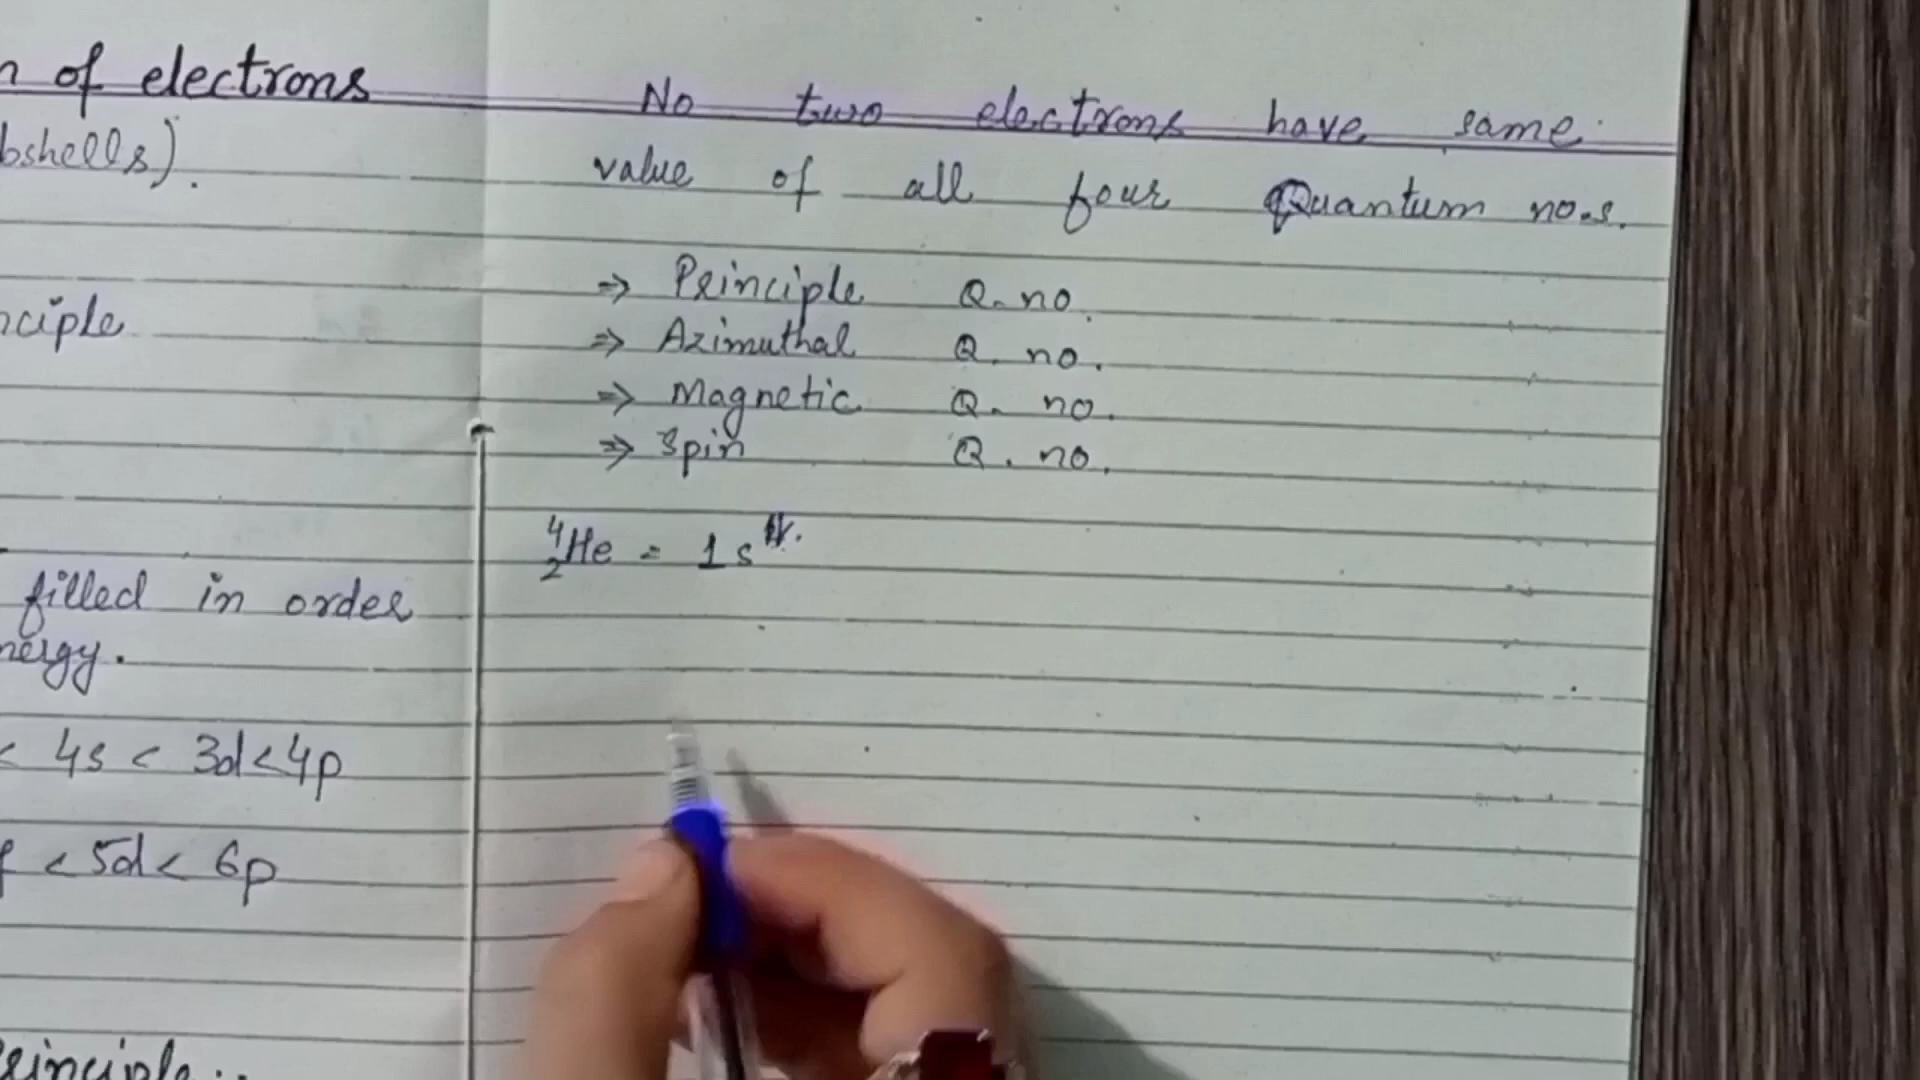 n of electrons
bshells).
nciple
filled in order
nergy.
< 4s < 3d<4p
f <5d< 6p
rinciple.
No two electrons have same
value of all four Quantum no.s.
⇒ Principle Q. no.
⇒ Azimuthal Q. no.
⇒ Magnetic Q. no.
⇒ Spin Q. no.
⁴₂He = 1s